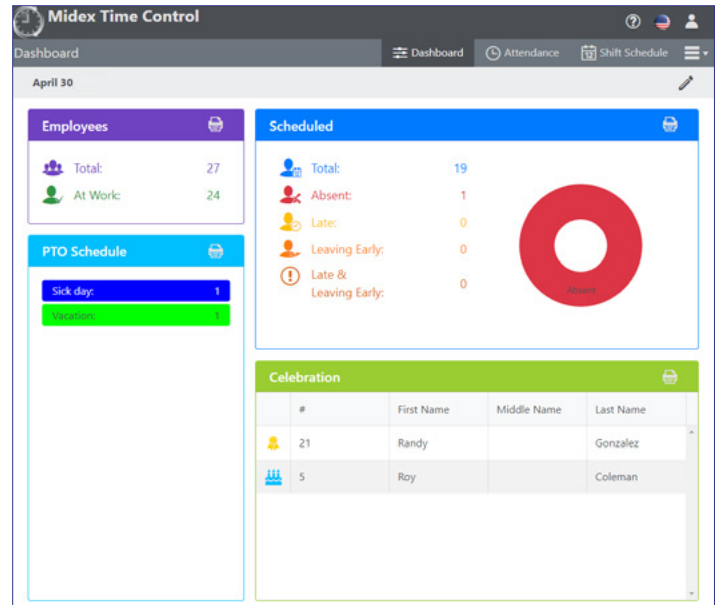 Midex Time Control
Dashboard
Dashboard
Attendance
12
Shift Schedule
April 30
Employees
Total: 27
At Work: 24
PTO Schedule
Sick day: 1
Vacation: 1
Scheduled
Total: 19
Absent: 1
Late: 0
Leaving Early: 0
Late &
Leaving Early: 0
Absent
Celebration
# First Name Middle Name Last Name
21 Randy Gonzalez
5 Roy Coleman